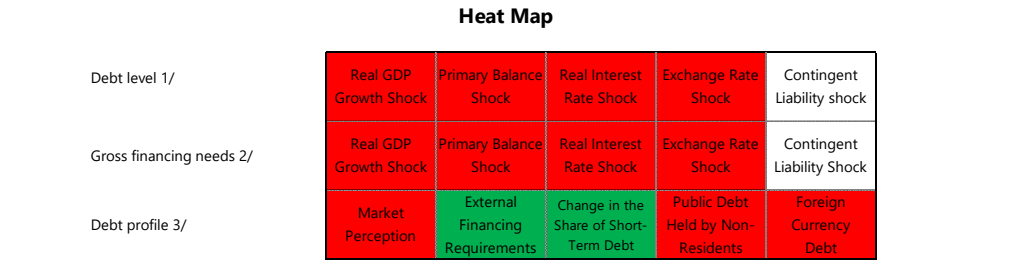 Heat Map
Debt level 1/
Real GDP
Growth Shock
Primary Balance
Shock
Real Interest
Rate Shock
Exchange Rate
Shock
Contingent
Liability shock
Gross financing needs 2/
Real GDP
Growth Shock
Primary Balance
Shock
Real Interest
Rate Shock
Exchange Rate
Shock
Contingent
Liability Shock
Debt profile 3/
Market
Perception
External
Financing
Requirements
Change in the
Share of Short-
Term Debt
Public Debt
Held by Non-
Residents
Foreign
Currency
Debt